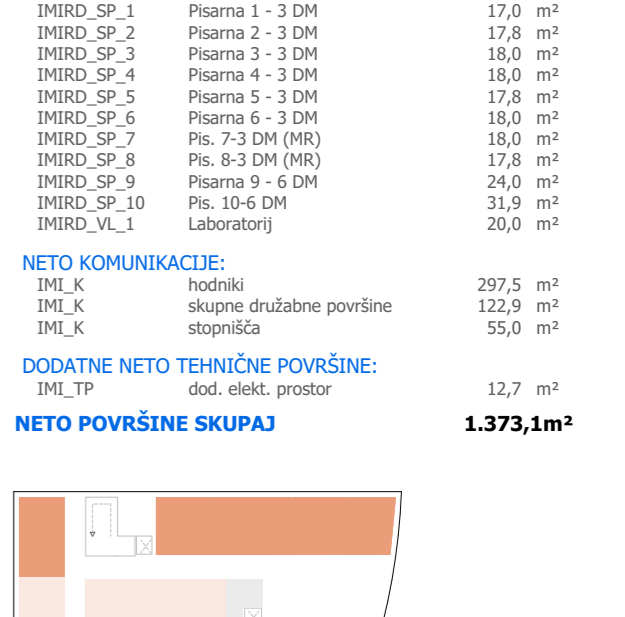 IMIRD_SP_1 Pisarna 1 - 3 DM 17,0 m²
IMIRD_SP_2 Pisarna 2 - 3 DM 17,8 m²
IMIRD_SP_3 Pisarna 3 - 3 DM 18,0 m²
IMIRD_SP_4 Pisarna 4 - 3 DM 18,0 m²
IMIRD_SP_5 Pisarna 5 - 3 DM 17,8 m²
IMIRD_SP_6 Pisarna 6 - 3 DM 18,0 m²
IMIRD_SP_7 Pis. 7-3 DM (MR) 18,0 m²
IMIRD_SP_8 Pis. 8-3 DM (MR) 17,8 m²
IMIRD_SP_9 Pisarna 9 - 6 DM 24,0 m²
IMIRD_SP_10 Pis. 10-6 DM 31,9 m²
IMIRD_VL_1 Laboratorij 20,0 m²
NETO KOMUNIKACIJE:
IMI_K hodniki 297,5 m²
IMI_K skupne družabne površine 122,9 m²
IMI_K stopnišča 55,0 m²
DODATNE NETO TEHNIČNE POVRŠINE:
IMI_TP dod. elekt. prostor 12,7 m²
NETO POVRŠINE SKUPAJ 1.373,1m²